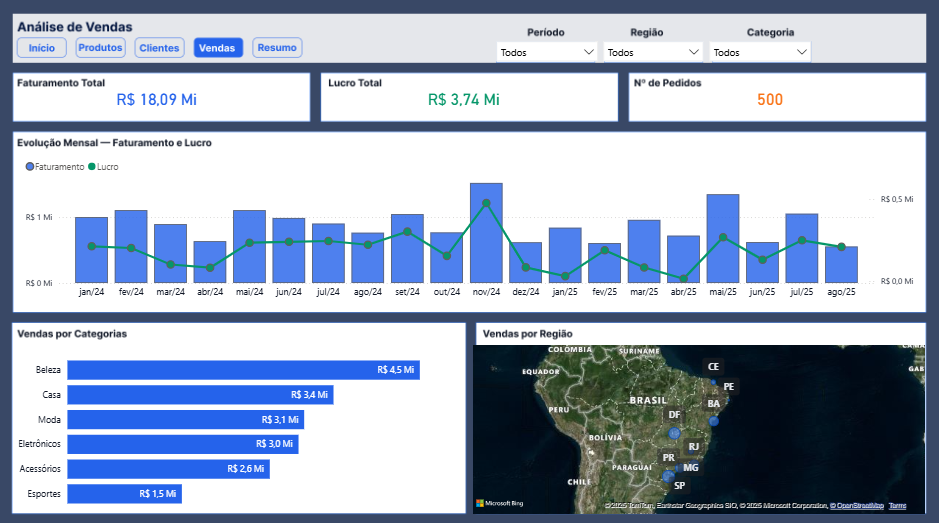 Análise de Vendas
Início Produtos Clientes Vendas Resumo
Período Região Categoria
Todos Todos Todos
Faturamento Total
R$ 18,09 Mi
Lucro Total
R$ 3,74 Mi
Nº de Pedidos
500
Evolução Mensal — Faturamento e Lucro
Faturamento Lucro
R$ 1 Mi
R$ 0 Mi
R$ 0,5 Mi
R$ 0,0 Mi
jan/24 fev/24 mar/24 abr/24 mai/24 jun/24 jul/24 ago/24 set/24 out/24 nov/24 dez/24 jan/25 fev/25 mar/25 abr/25 mai/25 jun/25 jul/25 ago/25
Vendas por Categorias
Beleza R$ 4,5 Mi
Casa R$ 3,4 Mi
Moda R$ 3,1 Mi
Eletrônicos R$ 3,0 Mi
Acessórios R$ 2,6 Mi
Esportes R$ 1,5 Mi
Vendas por Região
COLÔMBIA SURINAME
EQUADOR
CE
PE
BRASIL
BA
PERU
DF
BOLÍVIA
RJ
PR
MG
PARAGUAI
CHILE
SP
GAB
Microsoft Bing
© 2025 TomTom, Earthstar Geographics SIO, © 2025 Microsoft Corporation, © OpenStreetMap Terms